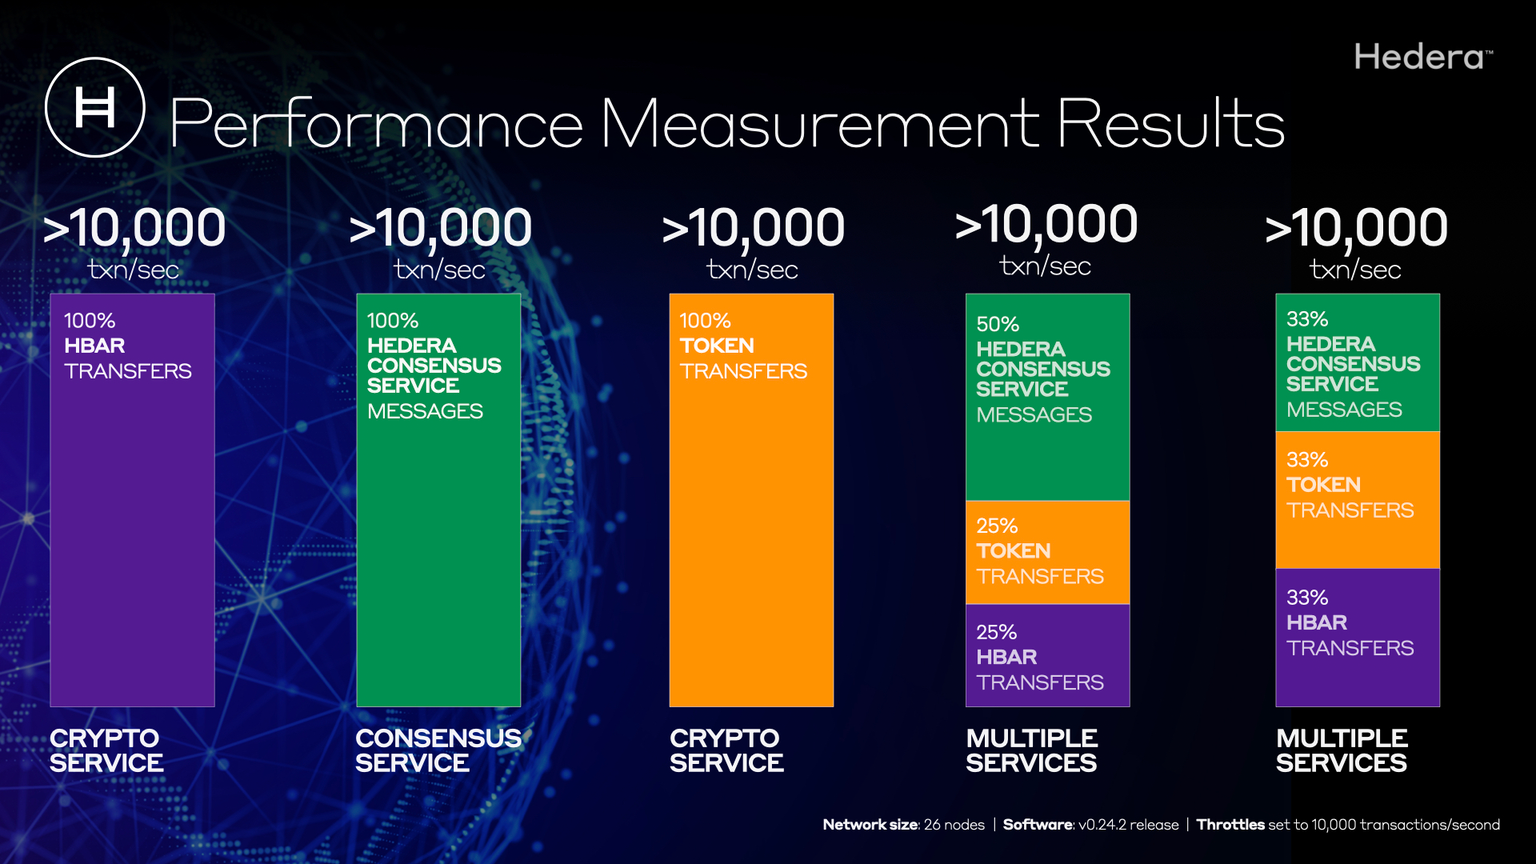 Hedera™
H Performance Measurement Results
>10,000
txn/sec
100%
HBAR
TRANSFERS
CRYPTO
SERVICE
>10,000
txn/sec
100%
HEDERA
CONSENSUS
SERVICE
MESSAGES
CONSENSUS
SERVICE
>10,000
txn/sec
100%
TOKEN
TRANSFERS
CRYPTO
SERVICE
>10,000
txn/sec
50%
HEDERA
CONSENSUS
SERVICE
MESSAGES
25%
TOKEN
TRANSFERS
25%
HBAR
TRANSFERS
MULTIPLE
SERVICES
>10,000
txn/sec
33%
HEDERA
CONSENSUS
SERVICE
MESSAGES
33%
TOKEN
TRANSFERS
33%
HBAR
TRANSFERS
MULTIPLE
SERVICES
Network size: 26 nodes | Software: v0.24.2 release | Throttles set to 10,000 transactions/second